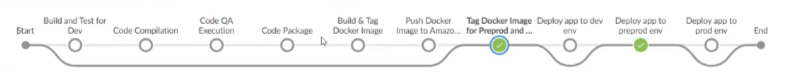 Start
Build and Test for
Dev
Code Compilation
Code QA
Execution
Code Package
Build & Tag
Docker Image
Push Docker
Image to Amazo...
Tag Docker Image
for Preprod and ...
Deploy app to dev
env
Deploy app to
preprod env
Deploy app to
prod env
End